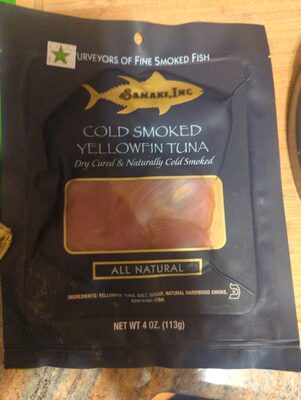 URVEYORS OF FINE SMOKED FISH
SAMAKI, INC
COLD SMOKED
YELLOWFIN TUNA
Dry Cured & Naturally Cold Smoked
ALL NATURAL
INGREDIENTS: YELLOWFIN TUNA, SALT, SUGAR, NATURAL HARDWOOD SMOKE.
CONTAINS: FISH.
NET WT 4 OZ. (113g)